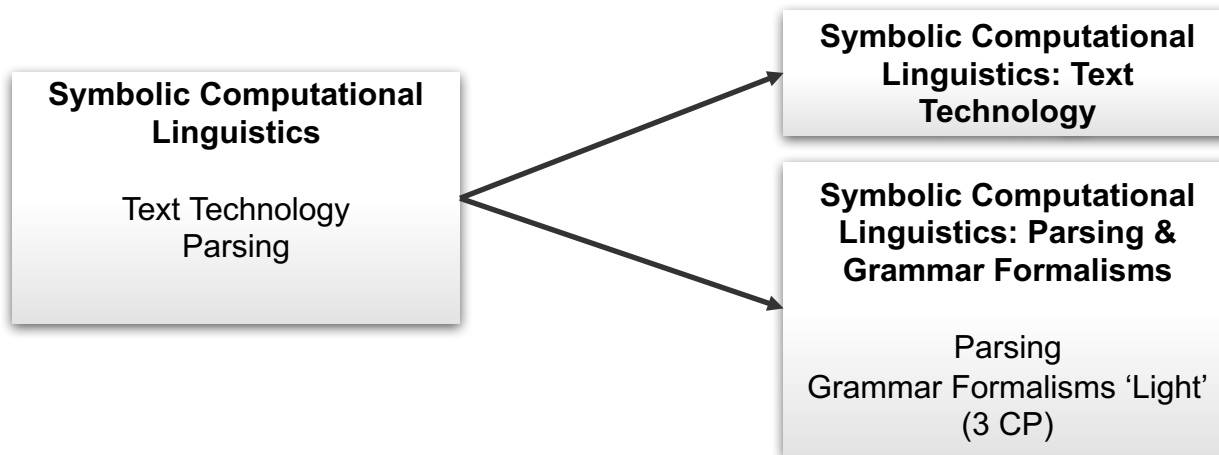 Symbolic Computational
Linguistics
Text Technology
Parsing
Symbolic Computational
Linguistics: Text
Technology
Symbolic Computational
Linguistics: Parsing &
Grammar Formalisms
Parsing
Grammar Formalisms ‘Light’
(3 CP)